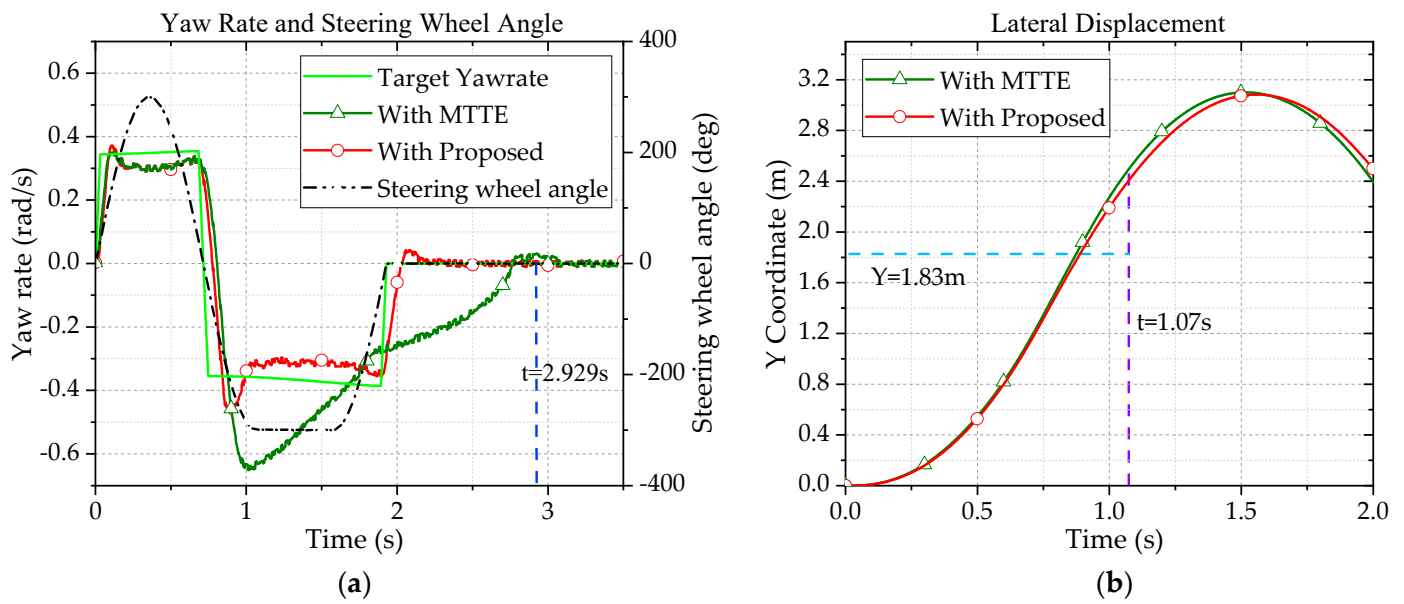 Yaw Rate and Steering Wheel Angle
Yaw rate (rad/s)
0.6
0.4
0.2
0.0
-0.2
-0.4
-0.6
400
200
0
-200
-400
Steering wheel angle (deg)
Target Yawrate
With MTTE
With Proposed
Steering wheel angle
t=2.929s
0 1 2 3
Time (s)
(a)
Lateral Displacement
Y Coordinate (m)
3.2
2.8
2.4
2.0
1.6
1.2
0.8
0.4
0.0
With MTTE
With Proposed
Y=1.83m
t=1.07s
0.0 0.5 1.0 1.5 2.0
Time (s)
(b)